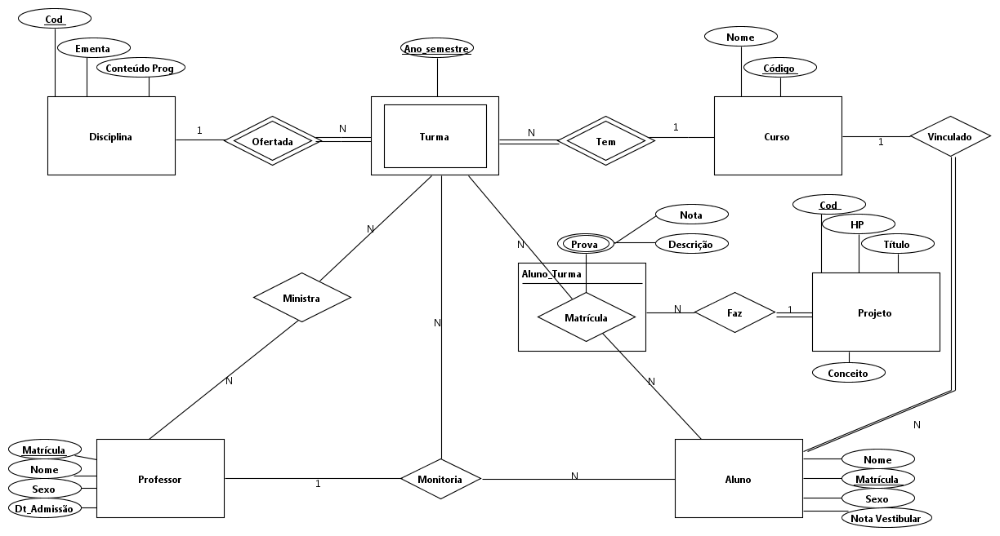 Cod
Ementa
Conteúdo Prog
Ano_semestre
Nome
Código
Disciplina
1
Ofertada
N
Turma
N
Tem
1
Curso
1
Vinculado
N
N
Prova
Nota
Descrição
Cod
HP
Título
Aluno_Turma
Ministra
Matrícula
N
Faz
1
Projeto
N
Conceito
N
N
N
Matrícula
Nome
Sexo
Dt_Admissão
Professor
1
Monitoria
N
Aluno
Nome
Matrícula
Sexo
Nota Vestibular